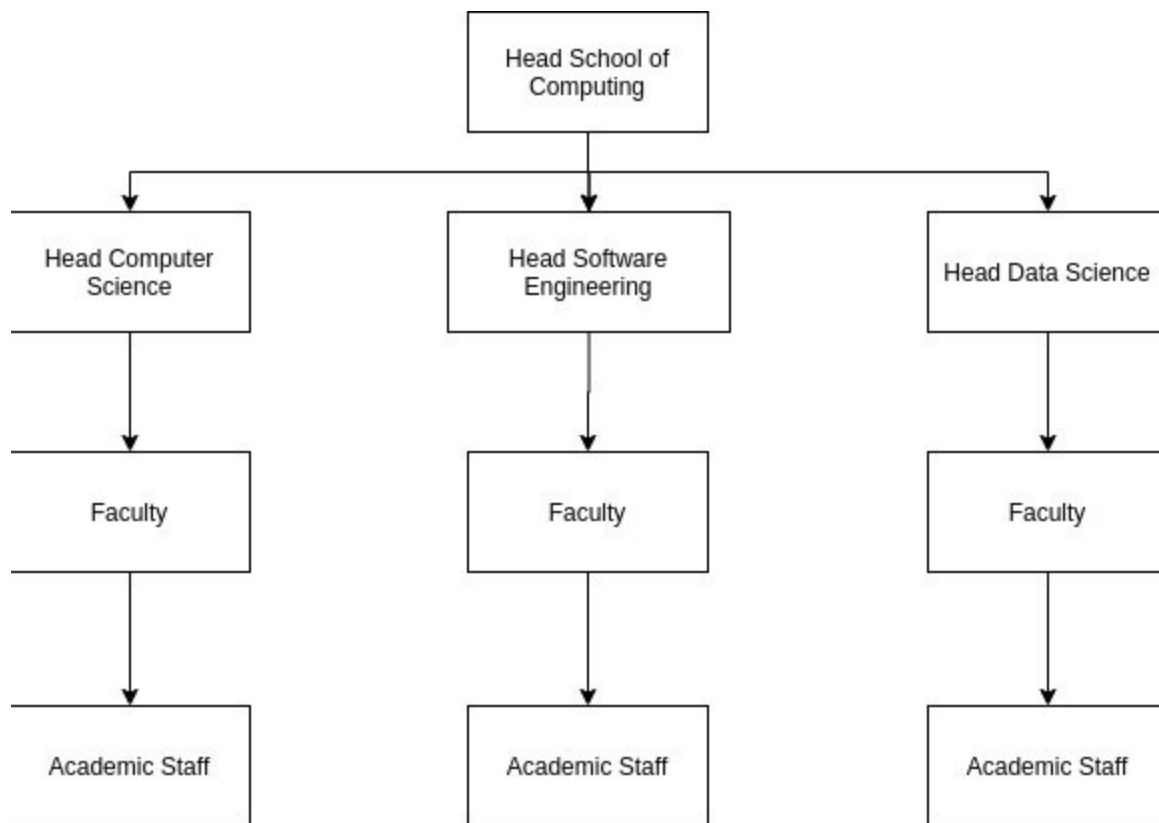 Head School of
Computing
Head Computer
Science
Head Software
Engineering
Head Data Science
Faculty
Faculty
Faculty
Academic Staff
Academic Staff
Academic Staff